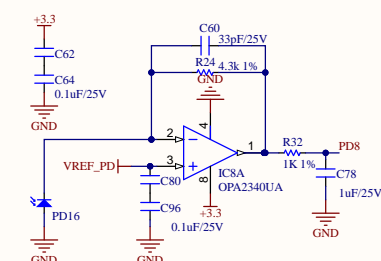 +3.3
C60
33pF/25V
C62
R24 4.3k 1%
GND
C64
0.1uF/25V
GND
4
2
1
R32
PD8
VREF_PD
3
1K 1%
C80
IC8A
C78
8
OPA2340UA
1uF/25V
PD16
C96
+3.3
0.1uF/25V
GND
GND
GND